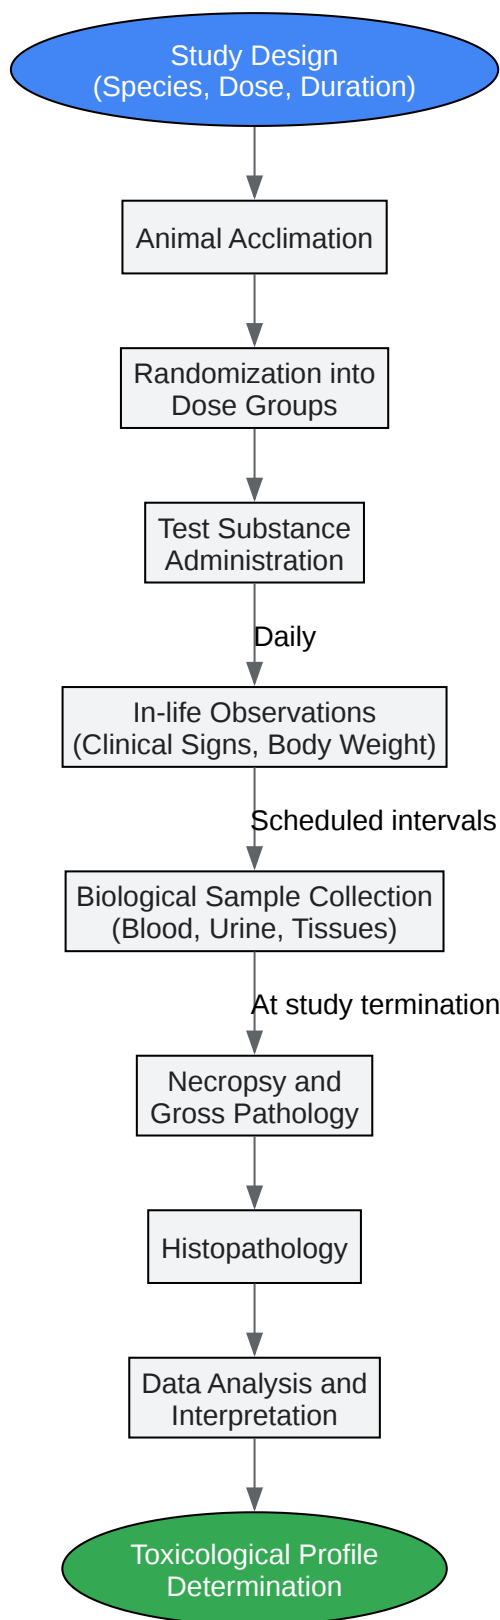 Study Design
(Species, Dose, Duration)
Animal Acclimation
Randomization into
Dose Groups
Test Substance
Administration
Daily
In-life Observations
(Clinical Signs, Body Weight)
Scheduled intervals
Biological Sample Collection
(Blood, Urine, Tissues)
At study termination
Necropsy and
Gross Pathology
Histopathology
Data Analysis and
Interpretation
Toxicological Profile
Determination